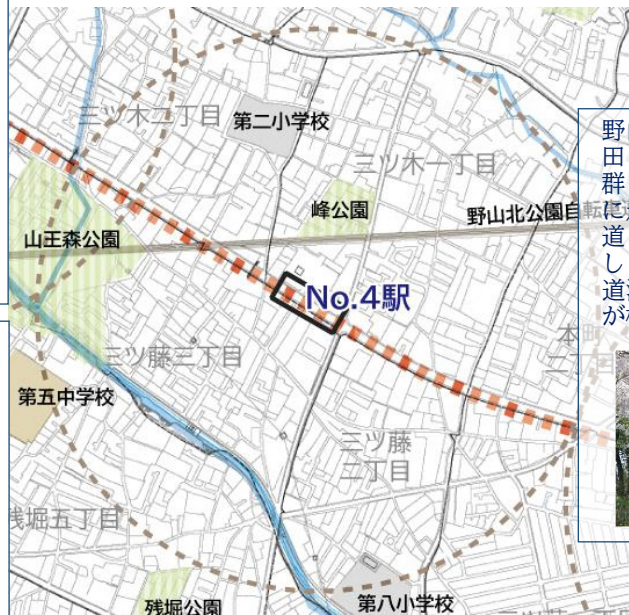 三ツ木二丁目
第二小学校
三ツ木一丁目
峰公園
野山北公園自転車道
山王森公園
No.4駅
本町
二丁目
三ツ藤三丁目
第五中学校
三ツ藤
二丁目
残堀五丁目
残堀公園
第八小学校
野
田
群
道
し
道
が